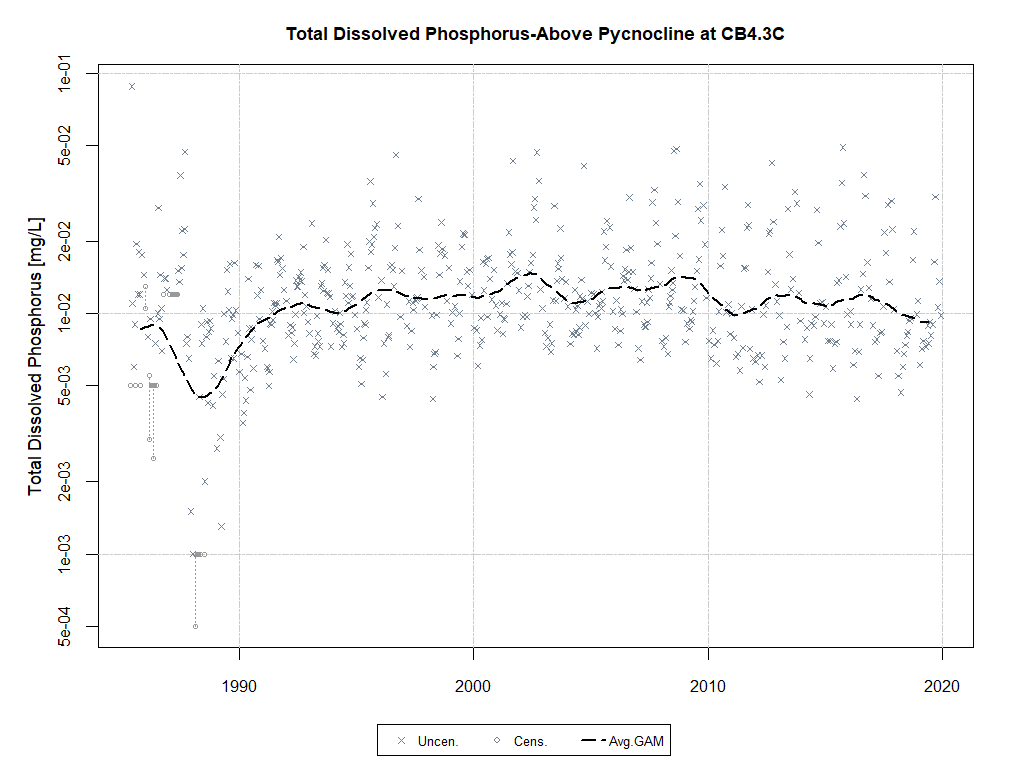 Total Dissolved Phosphorus-Above Pycnocline at CB4.3C
Total Dissolved Phosphorus [mg/L]
1e-01
5e-02
2e-02
1e-02
5e-03
2e-03
1e-03
5e-04
1990 2000 2010 2020
Uncen. Cens. Avg.GAM